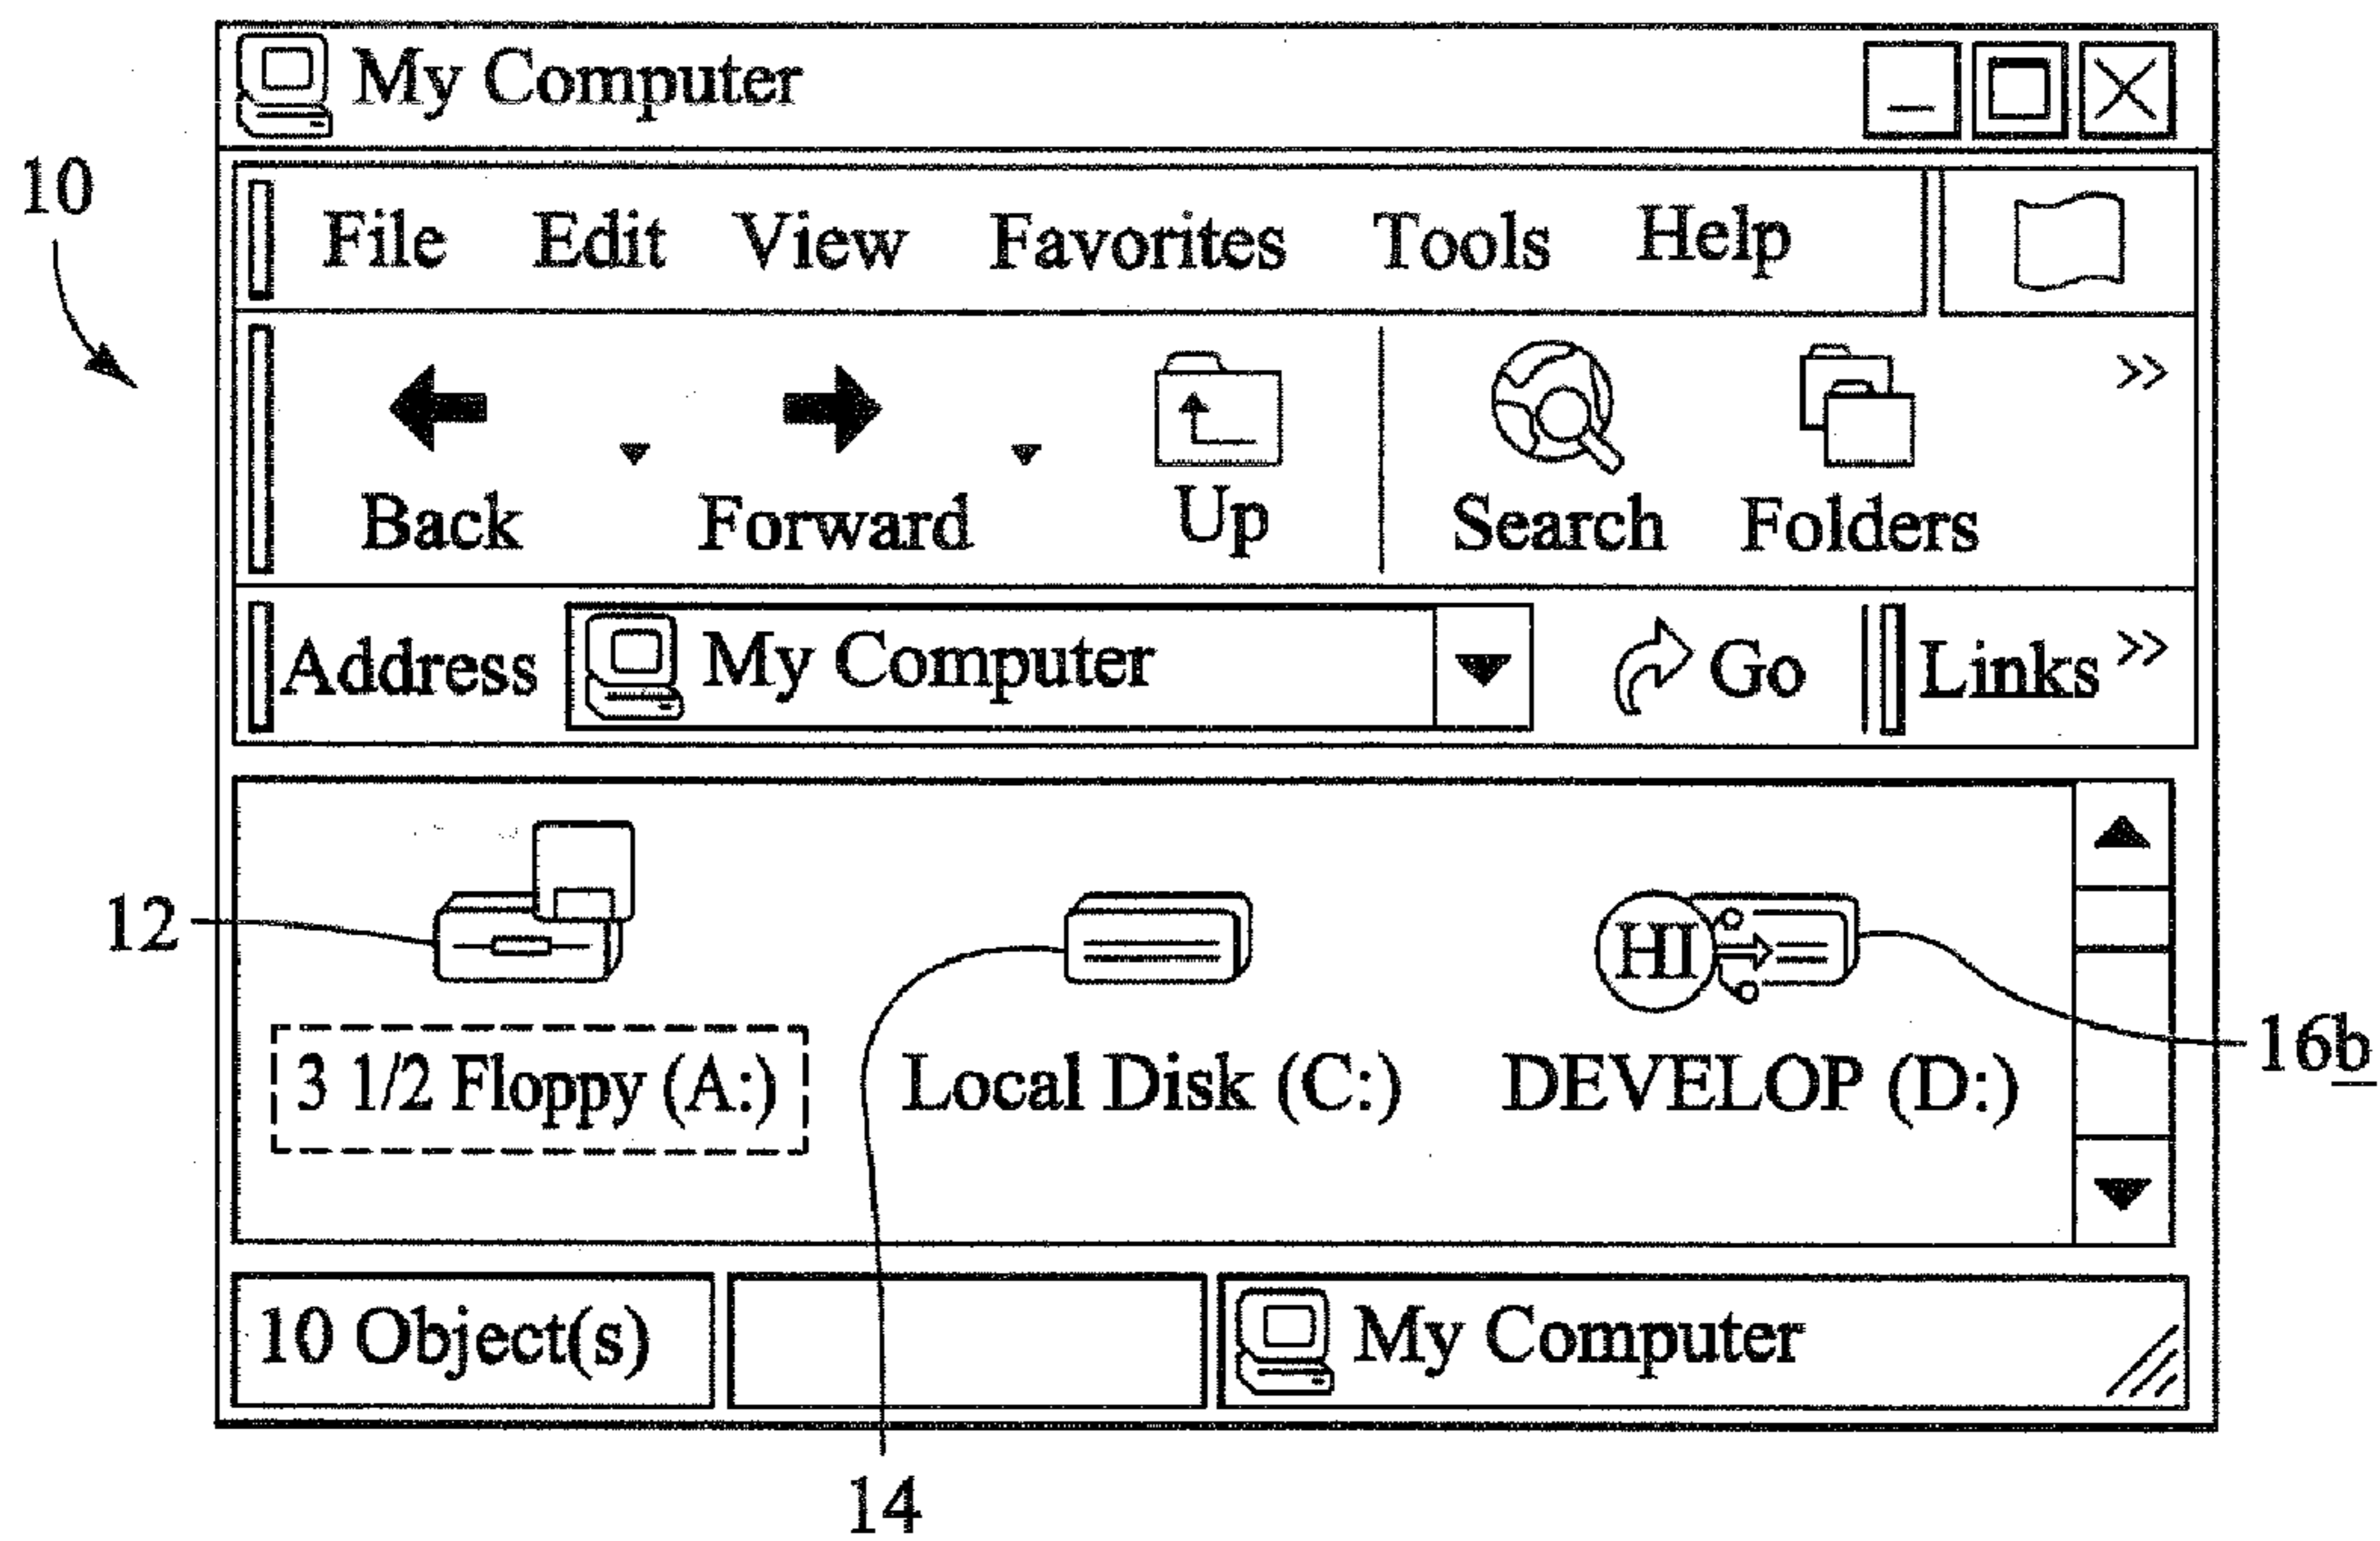 My Computer
10
File Edit View Favorites Tools Help
>>
Back Forward Up Search Folders
Address My Computer Go Links >>
12
HI
16b
3 1/2 Floppy (A:) Local Disk (C:) DEVELOP (D:)
10 Object(s) My Computer
14